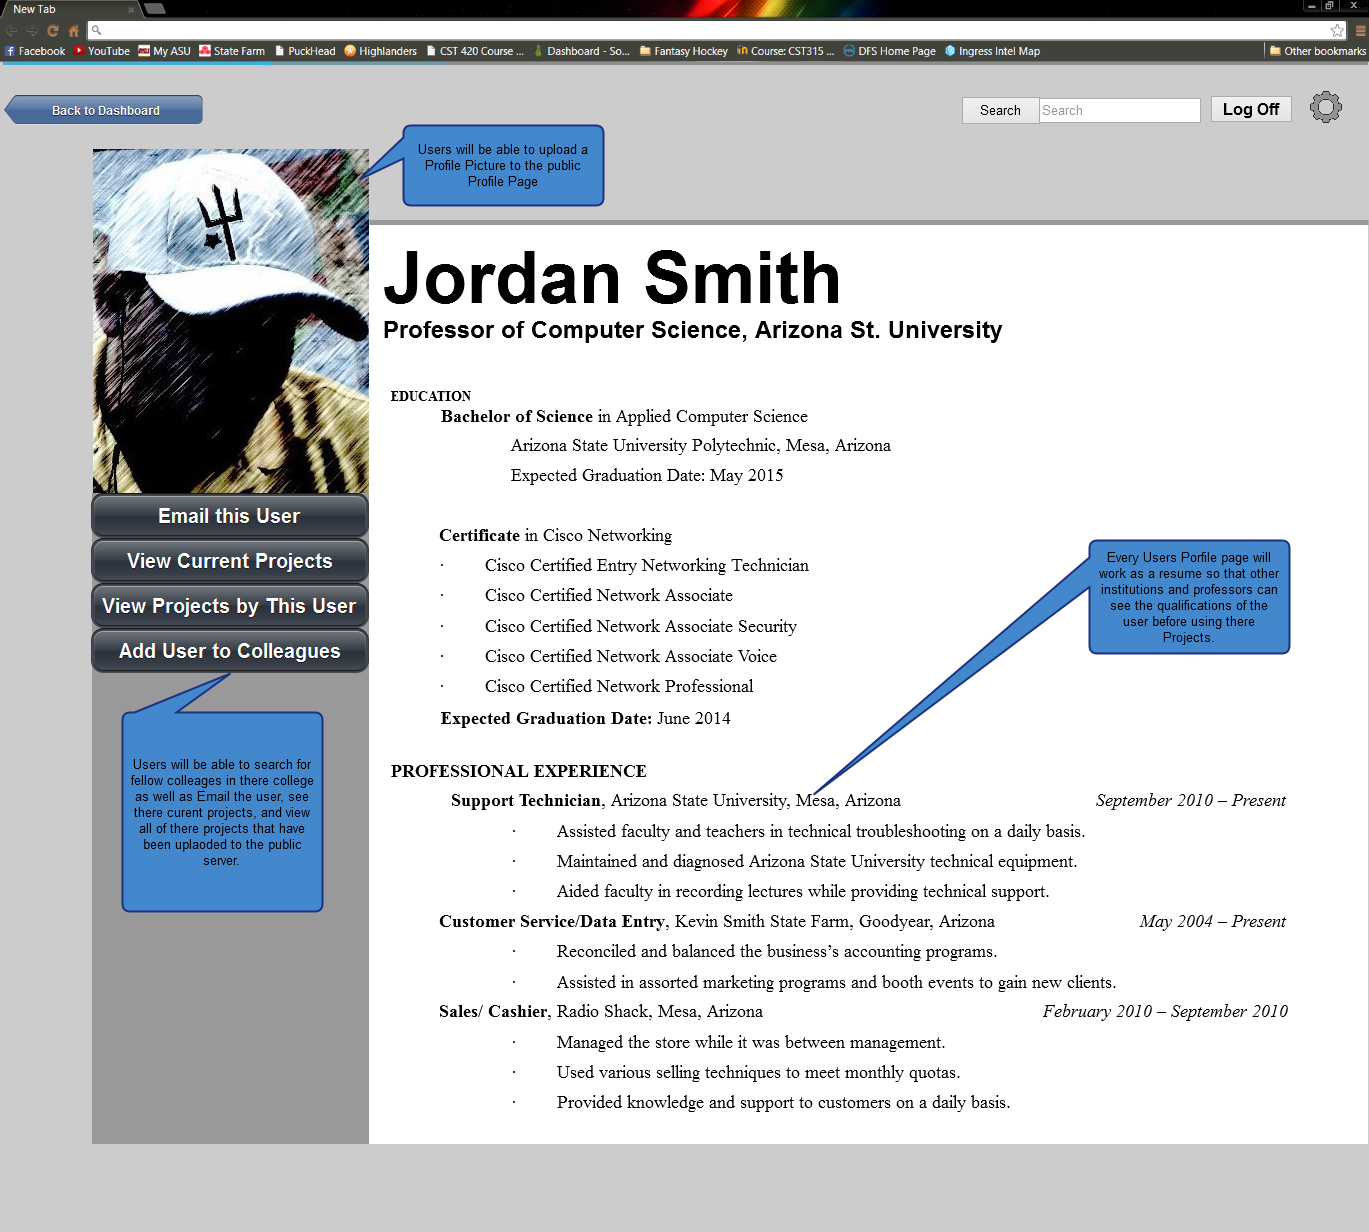 New Tab
Facebook YouTube My ASU State Farm PuckHead Highlanders CST 420 Course ... Dashboard - So... Fantasy Hockey Course: CST315 ... DFS Home Page Ingress Intel Map Other bookmarks
Back to Dashboard
Search Search Log Off
Users will be able to upload a
Profile Picture to the public
Profile Page
Jordan Smith
Professor of Computer Science, Arizona St. University
Email this User
View Current Projects
View Projects by This User
Add User to Colleagues
Users will be able to search for
fellow colleages in there college
as well as Email the user, see
there curent projects, and view
all of there projects that have
been uplaoded to the public
server.
EDUCATION
Bachelor of Science in Applied Computer Science
Arizona State University Polytechnic, Mesa, Arizona
Expected Graduation Date: May 2015
Certificate in Cisco Networking
· Cisco Certified Entry Networking Technician
· Cisco Certified Network Associate
· Cisco Certified Network Associate Security
· Cisco Certified Network Associate Voice
· Cisco Certified Network Professional
Expected Graduation Date: June 2014
Every Users Porfile page will
work as a resume so that other
institutions and professors can
see the qualifications of the
user before using there
Projects.
PROFESSIONAL EXPERIENCE
Support Technician, Arizona State University, Mesa, Arizona September 2010 – Present
· Assisted faculty and teachers in technical troubleshooting on a daily basis.
· Maintained and diagnosed Arizona State University technical equipment.
· Aided faculty in recording lectures while providing technical support.
Customer Service/Data Entry, Kevin Smith State Farm, Goodyear, Arizona May 2004 – Present
· Reconciled and balanced the business’s accounting programs.
· Assisted in assorted marketing programs and booth events to gain new clients.
Sales/ Cashier, Radio Shack, Mesa, Arizona February 2010 – September 2010
· Managed the store while it was between management.
· Used various selling techniques to meet monthly quotas.
· Provided knowledge and support to customers on a daily basis.